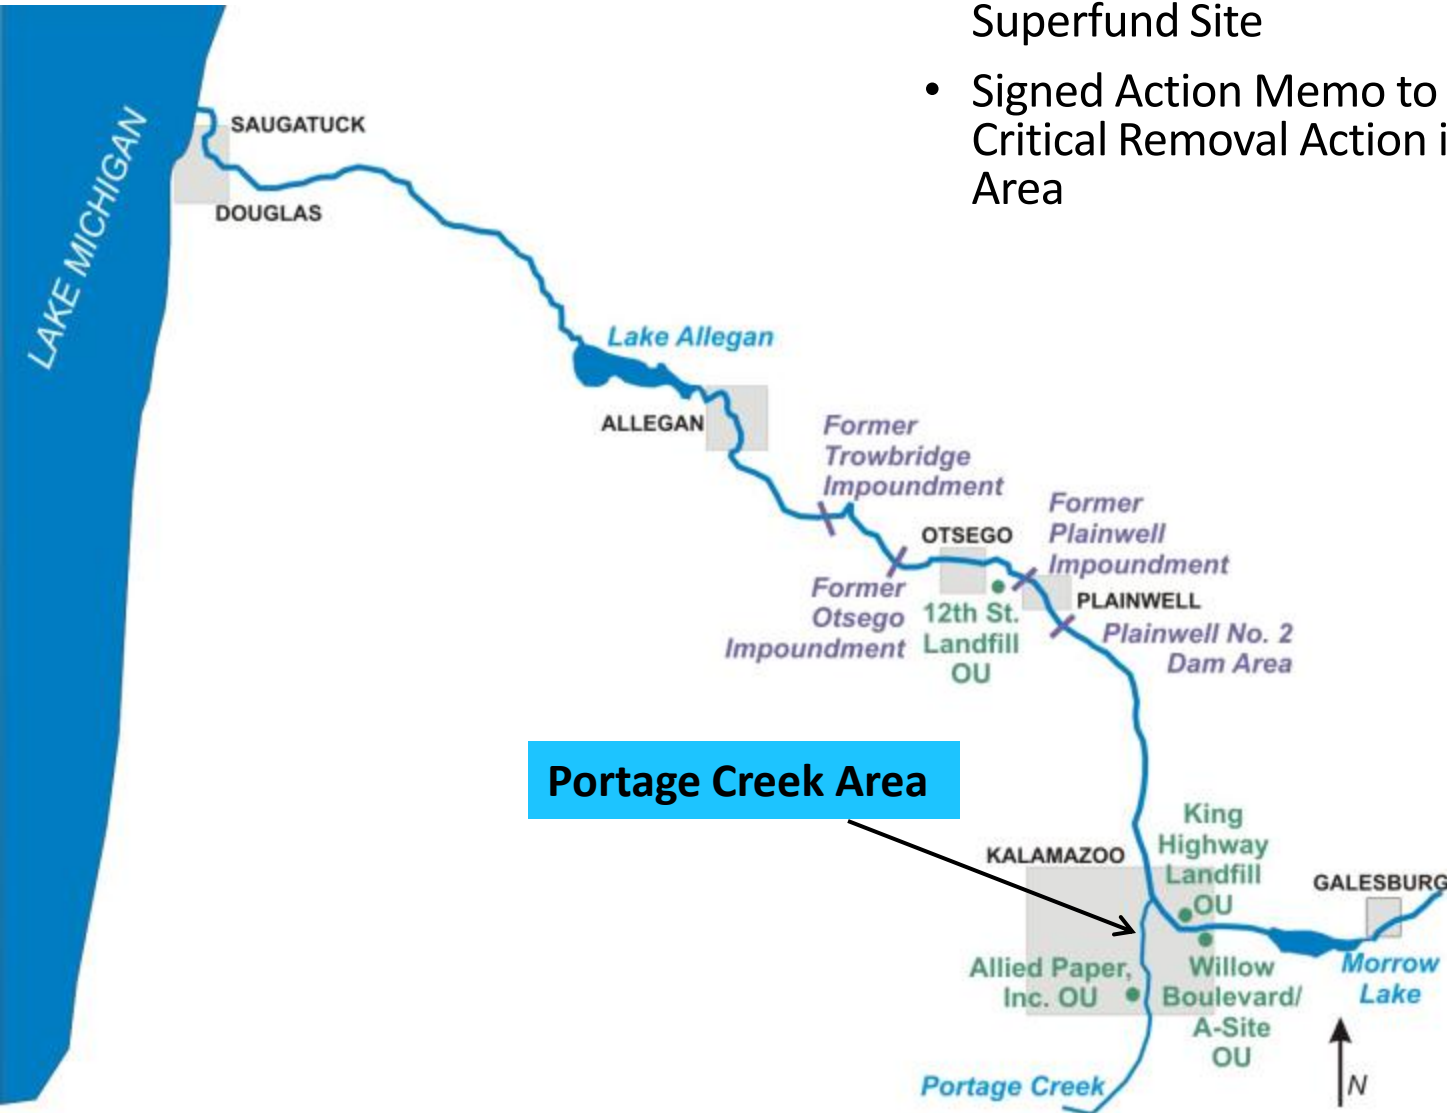 Superfund Site
• Signed Action Memo to
Critical Removal Action i
Area
SAUGATUCK
DOUGLAS
LAKE MICHIGAN
Lake Allegan
ALLEGAN
Former
Trowbridge
Impoundment
Former
Plainwell
Impoundment
OTSEGO
Former
Otsego
Impoundment
12th St.
Landfill
OU
PLAINWELL
Plainwell No. 2
Dam Area
Portage Creek Area
King
Highway
Landfill
OU
KALAMAZOO
GALESBURG
Allied Paper,
Inc. OU
Willow
Boulevard/
A-Site
OU
Morrow
Lake
Portage Creek
N